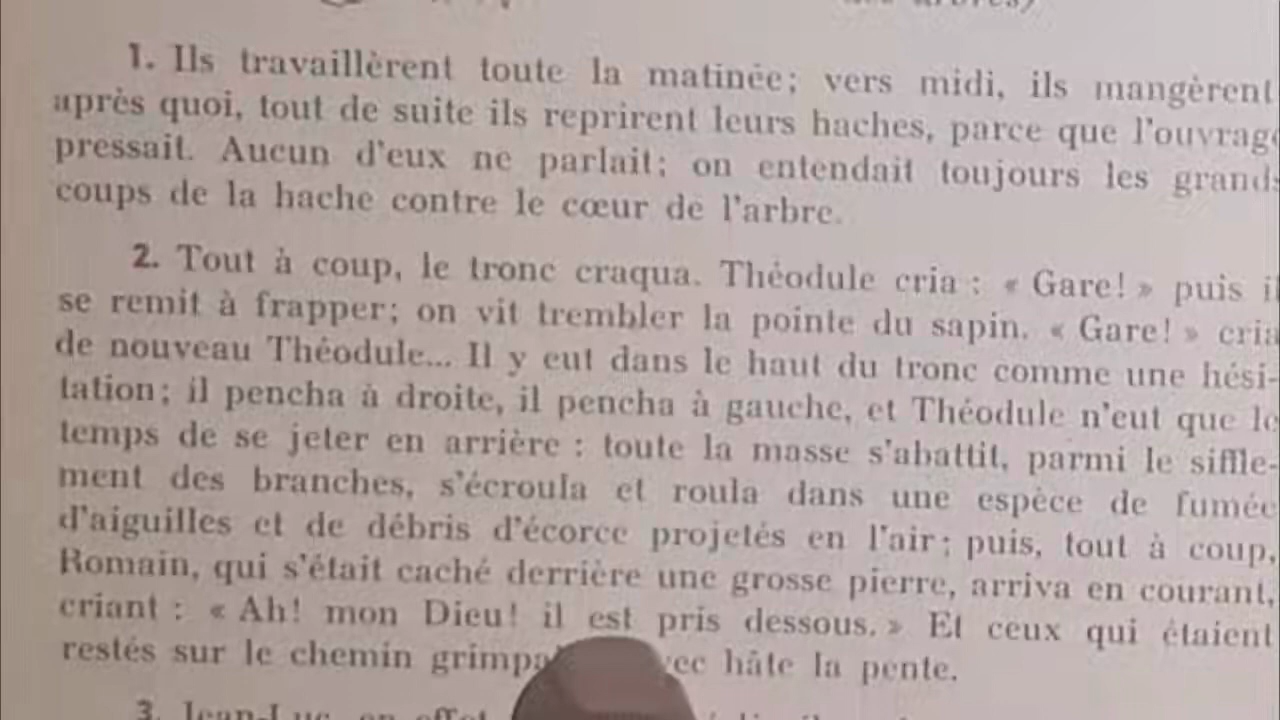 des arbres)
1. Ils travaillèrent toute la matinée; vers midi, ils mangèrent
après quoi, tout de suite ils reprirent leurs haches, parce que l'ouvrage
pressait. Aucun d'eux ne parlait; on entendait toujours les grands
coups de la hache contre le cœur de l'arbre.
2. Tout à coup, le tronc craqua. Théodule cria : « Gare! » puis il
se remit à frapper; on vit trembler la pointe du sapin. « Gare! » cria
de nouveau Théodule... Il y eut dans le haut du tronc comme une hési-
tation; il pencha à droite, il pencha à gauche, et Théodule n'eut que le
temps de se jeter en arrière : toute la masse s'abattit, parmi le siffle-
ment des branches, s'écroula et roula dans une espèce de fumée
d'aiguilles et de débris d'écorce projetés en l'air; puis, tout à coup,
Romain, qui s'était caché derrière une grosse pierre, arriva en courant,
criant : « Ah! mon Dieu! il est pris dessous. » Et ceux qui étaient
restés sur le chemin hâte la pente.
3. Jean-Luc, en effet